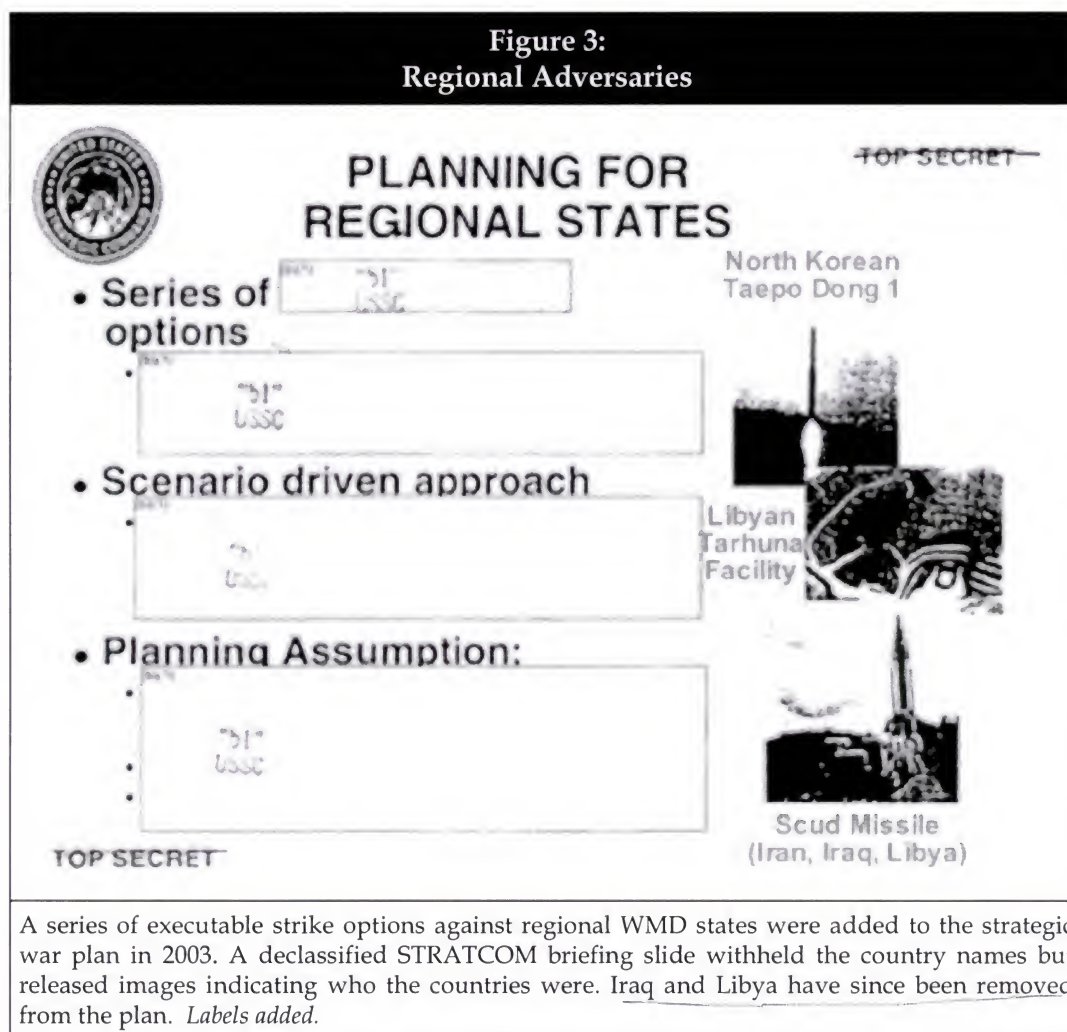 Figure 3:
Regional Adversaries
TOP SECRET
PLANNING FOR
REGIONAL STATES
• Series of
options
"b1"
USSC
"b1"
USSC
• Scenario driven approach
• Planning Assumption:
"b1"
USSC
North Korean
Taepo Dong 1
Libyan
Tarhuna
Facility
Scud Missile
(Iran, Iraq, Libya)
TOP SECRET
A series of executable strike options against regional WMD states were added to the strategic
war plan in 2003. A declassified STRATCOM briefing slide withheld the country names bu
released images indicating who the countries were. Iraq and Libya have since been removed
from the plan. Labels added.